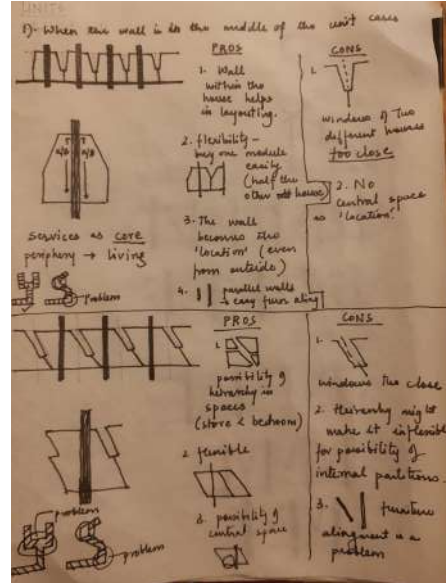 UNITS
1)- When the wall is in the middle of the unit cases
PROS
1. Wall
within the
house helps
in layouting.
2. flexibility -
buy one module
easily
(half the
other house)
3. The wall
becomes the
'location' (even
from outside)
4. parallel walls
→ easy furn aling
CONS
1.
windows of two
different houses
too close
2. No
central space
as 'location'.
services as core
periphery → living
problem
PROS
1.
possibility of
heirarchy in
spaces
(store & bedroom)
2. flexible
3. possibility of
central space
CONS
1.
windows too close
2. Heirarchy might
make it inflexible
for possibility of
internal partitions.
3. furniture
alingment is a
problem
problem
problem